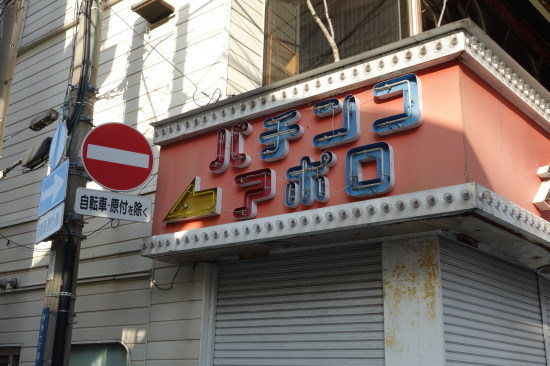 パチンコ
アポロ
自転車・原付を除く